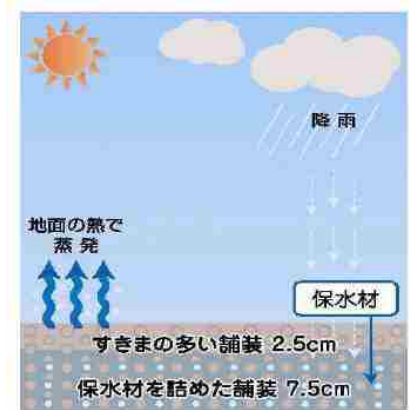 降雨
地面の熱で
蒸発
保水材
すきまの多い舗装 2.5cm
保水材を詰めた舗装 7.5cm